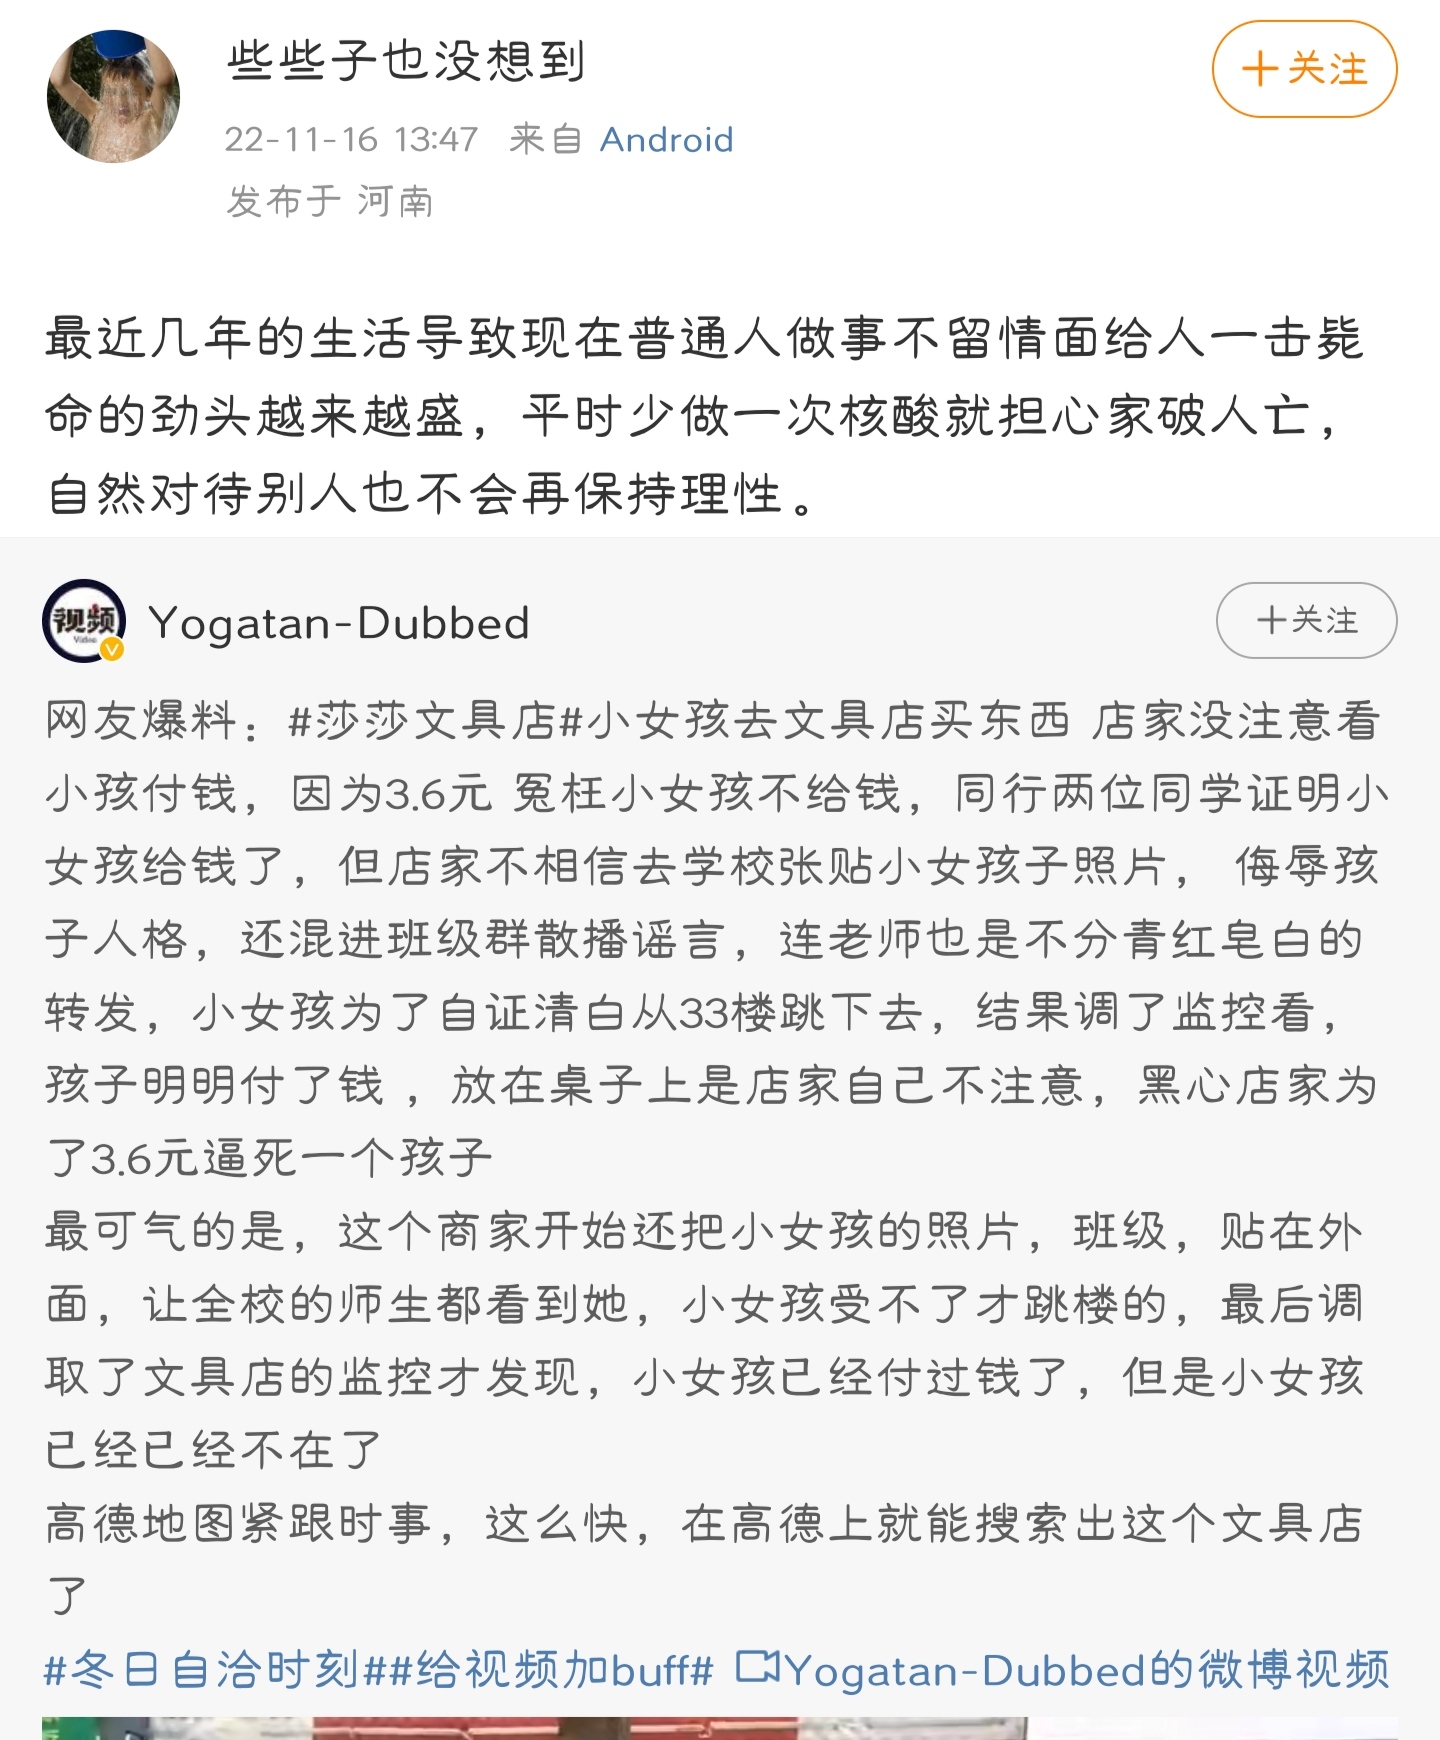 些些子也没想到
+关注
22-11-16 13:47 来自 Android
发布于 河南
最近几年的生活导致现在普通人做事不留情面给人一击毙
命的劲头越来越盛，平时少做一次核酸就担心家破人亡，
自然对待别人也不会再保持理性。
视频
Video
V
Yogatan-Dubbed
+关注
网友爆料：#莎莎文具店#小女孩去文具店买东西 店家没注意看
小孩付钱，因为3.6元 冤枉小女孩不给钱，同行两位同学证明小
女孩给钱了，但店家不相信去学校张贴小女孩子照片， 侮辱孩
子人格，还混进班级群散播谣言，连老师也是不分青红皂白的
转发，小女孩为了自证清白从33楼跳下去，结果调了监控看，
孩子明明付了钱 ，放在桌子上是店家自己不注意，黑心店家为
了3.6元逼死一个孩子
最可气的是，这个商家开始还把小女孩的照片，班级，贴在外
面，让全校的师生都看到她，小女孩受不了才跳楼的，最后调
取了文具店的监控才发现，小女孩已经付过钱了，但是小女孩
已经已经不在了
高德地图紧跟时事，这么快，在高德上就能搜索出这个文具店
了
#冬日自洽时刻##给视频加buff# Yogatan-Dubbed的微博视频